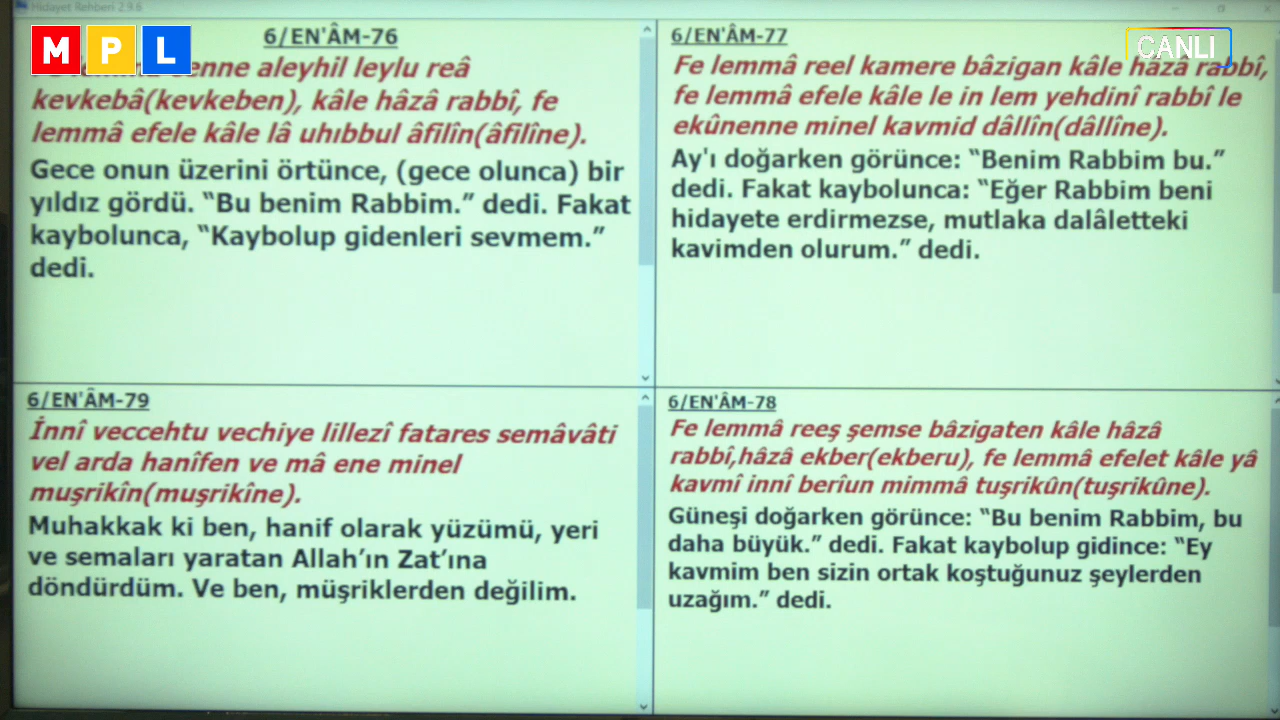 Hidayet Rehberi 2.9.6
M P L
CANLI
6/EN'ÂM-76
enne aleyhil leylu reâ
kevkebâ(kevkeben), kâle hâzâ rabbî, fe
lemmâ efele kâle lâ uhıbbul âfilîn(âfilîne).
Gece onun üzerini örtünce, (gece olunca) bir
yıldız gördü. “Bu benim Rabbim.” dedi. Fakat
kaybolunca, “Kaybolup gidenleri sevmem.”
dedi.
6/EN'ÂM-77
Fe lemmâ reel kamere bâzigan kâle hâzâ rabbî,
fe lemmâ efele kâle le in lem yehdinî rabbî le
ekûnenne minel kavmid dâllîn(dâllîne).
Ay'ı doğarken görünce: “Benim Rabbim bu.”
dedi. Fakat kaybolunca: “Eğer Rabbim beni
hidayete erdirmezse, mutlaka dalâletteki
kavimden olurum.” dedi.
6/EN'ÂM-79
İnnî veccehtu vechiye lillezî fatares semâvâti
vel arda hanîfen ve mâ ene minel
muşrikîn(muşrikîne).
Muhakkak ki ben, hanif olarak yüzümü, yeri
ve semaları yaratan Allah’ın Zat’ına
döndürdüm. Ve ben, müşriklerden değilim.
6/EN'ÂM-78
Fe lemmâ reeş şemse bâzigaten kâle hâzâ
rabbî,hâzâ ekber(ekberu), fe lemmâ efelet kâle yâ
kavmî innî berîun mimmâ tuşrikûn(tuşrikûne).
Güneşi doğarken görünce: “Bu benim Rabbim, bu
daha büyük.” dedi. Fakat kaybolup gidince: “Ey
kavmim ben sizin ortak koştuğunuz şeylerden
uzağım.” dedi.